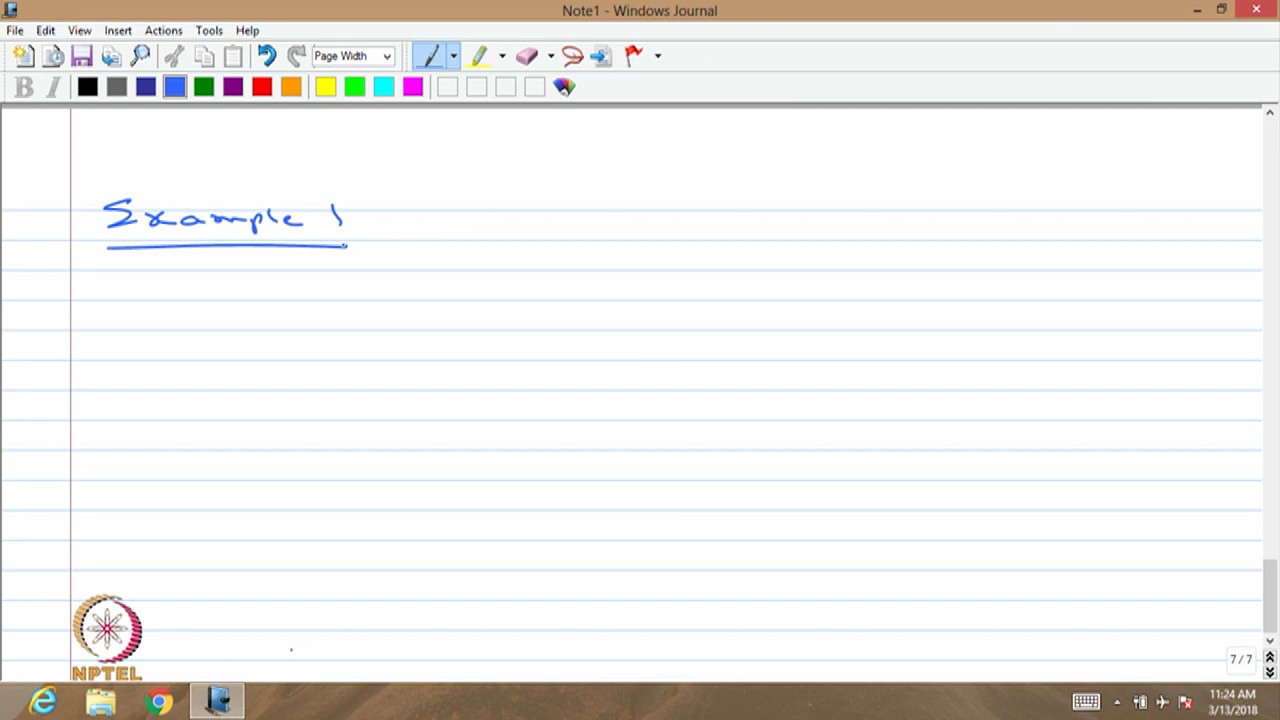 Note1 - Windows Journal
File Edit View Insert Actions Tools Help
Page Width
B I
Example 1
NPTEL
7 / 7
11:24 AM
3/13/2018